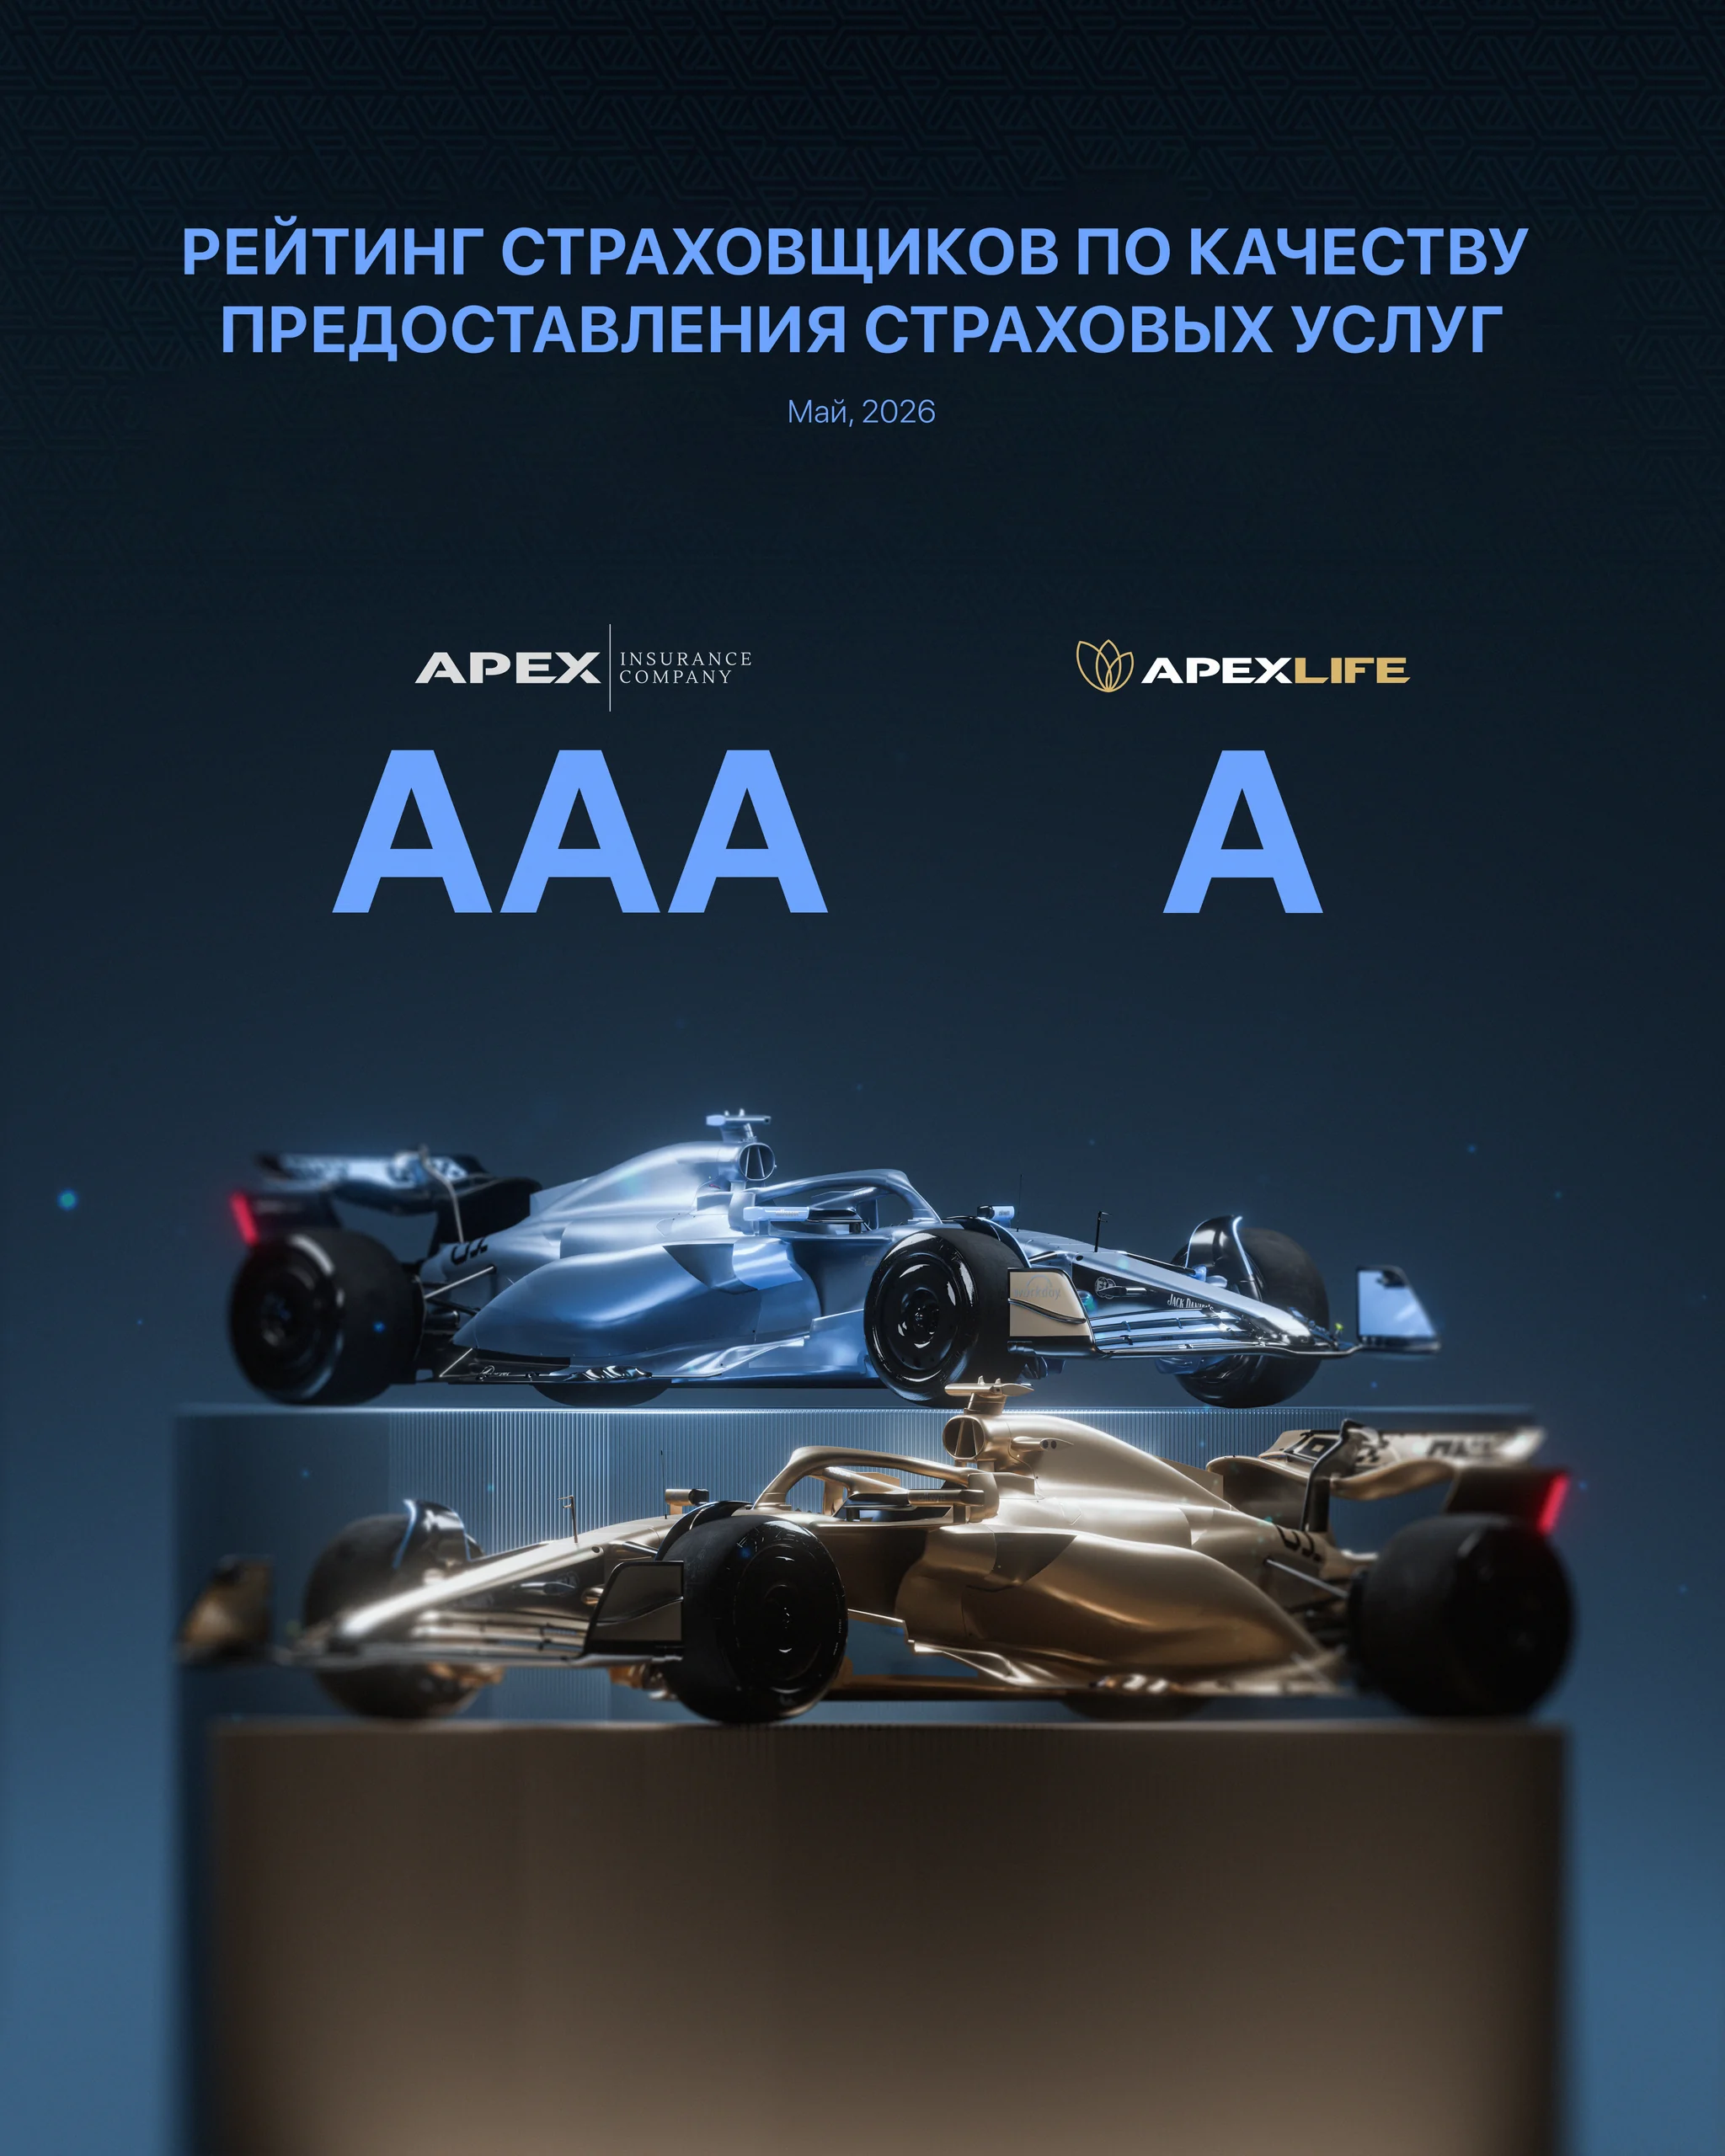 РЕЙТИНГ СТРАХОВЩИКОВ ПО КАЧЕСТВУ
ПРЕДОСТАВЛЕНИЯ СТРАХОВЫХ УСЛУГ
Май, 2026
APEX INSURANCE COMPANY
APEXLIFE
AAA
A